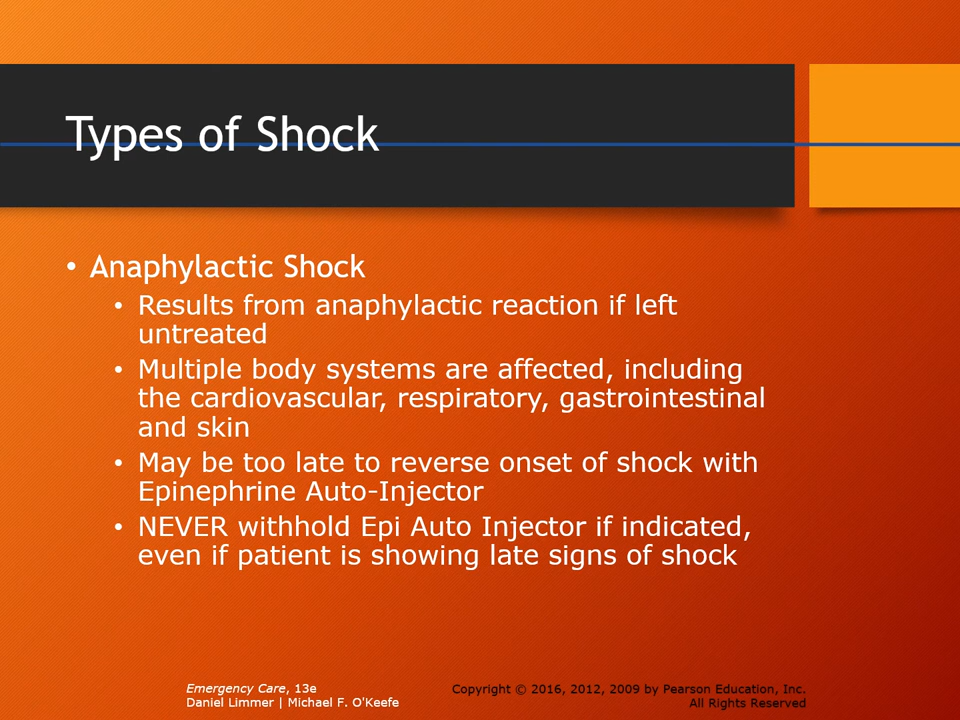 Types of Shock
• Anaphylactic Shock
• Results from anaphylactic reaction if left
untreated
• Multiple body systems are affected, including
the cardiovascular, respiratory, gastrointestinal
and skin
• May be too late to reverse onset of shock with
Epinephrine Auto-Injector
• NEVER withhold Epi Auto Injector if indicated,
even if patient is showing late signs of shock
Emergency Care, 13e
Daniel Limmer | Michael F. O'Keefe
Copyright © 2016, 2012, 2009 by Pearson Education, Inc.
All Rights Reserved